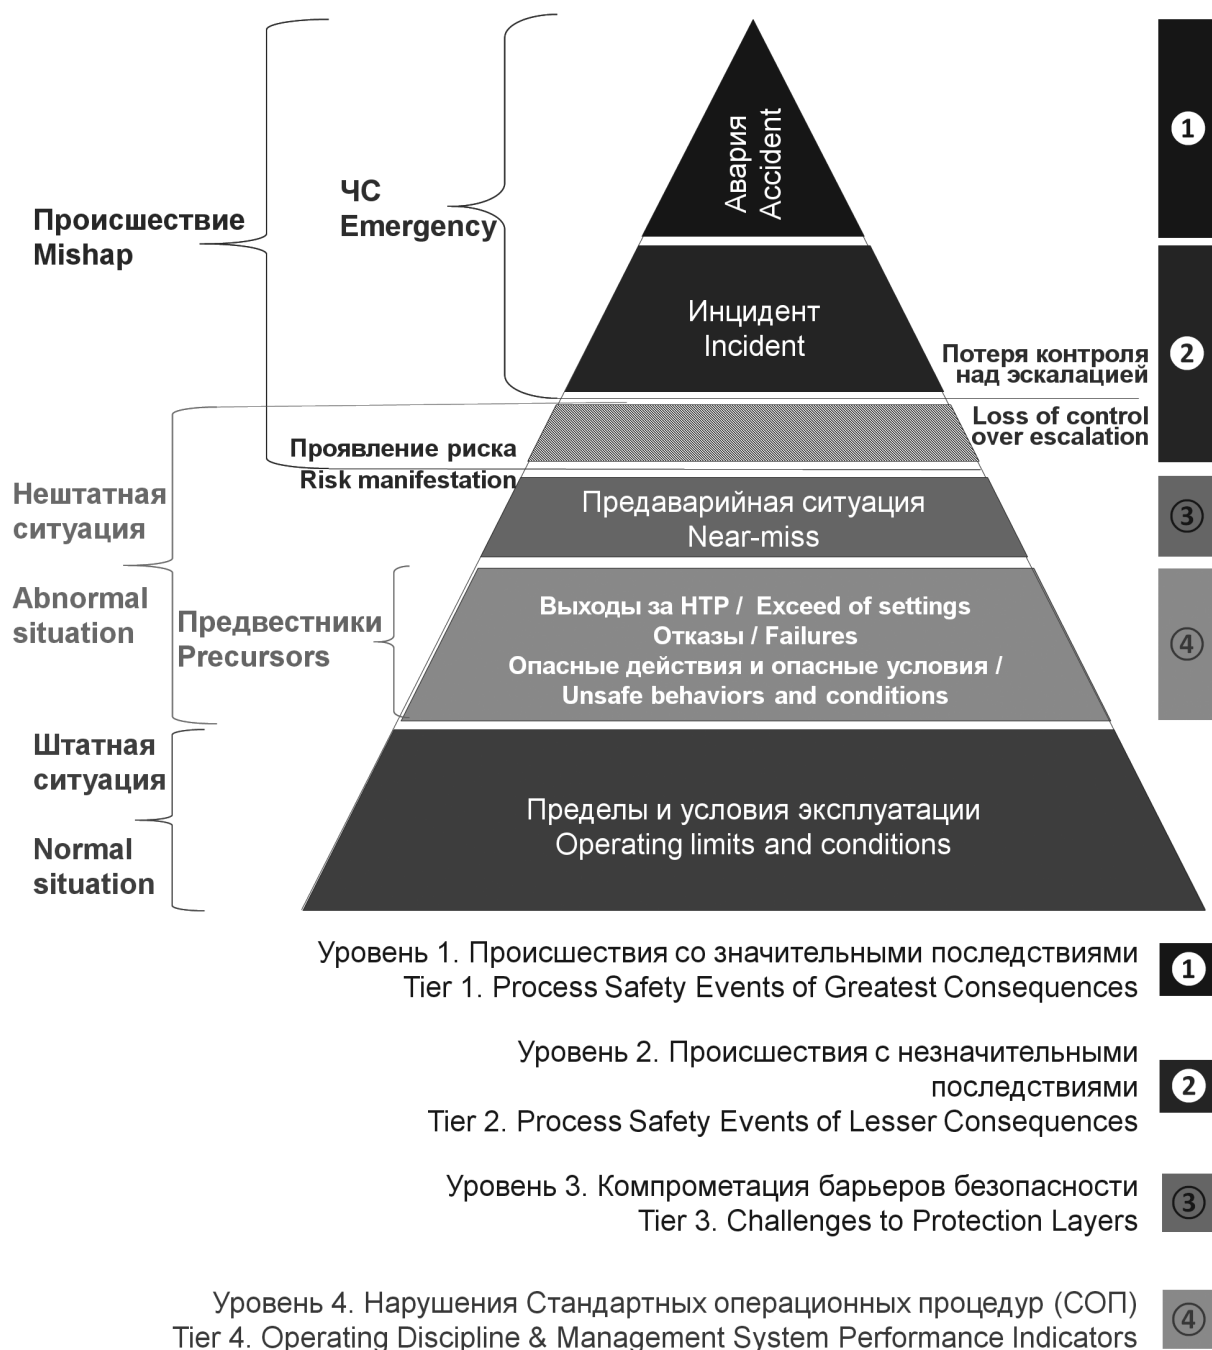 Авария
Accident
①
ЧС
Emergency
Происшествие
Mishap
Инцидент
Incident
②
Потеря контроля
над эскалацией
Loss of control
over escalation
Проявление риска
Risk manifestation
Нештатная
ситуация
Abnormal
situation
Предаварийная ситуация
Near-miss
③
Предвестники
Precursors
Выходы за НТР / Exceed of settings
Отказы / Failures
Опасные действия и опасные условия /
Unsafe behaviors and conditions
④
Штатная
ситуация
Normal
situation
Пределы и условия эксплуатации
Operating limits and conditions
Уровень 1. Происшествия со значительными последствиями
Tier 1. Process Safety Events of Greatest Consequences
①
Уровень 2. Происшествия с незначительными
последствиями
Tier 2. Process Safety Events of Lesser Consequences
②
Уровень 3. Компрометация барьеров безопасности
Tier 3. Challenges to Protection Layers
③
Уровень 4. Нарушения Стандартных операционных процедур (СОП)
Tier 4. Operating Discipline & Management System Performance Indicators
④